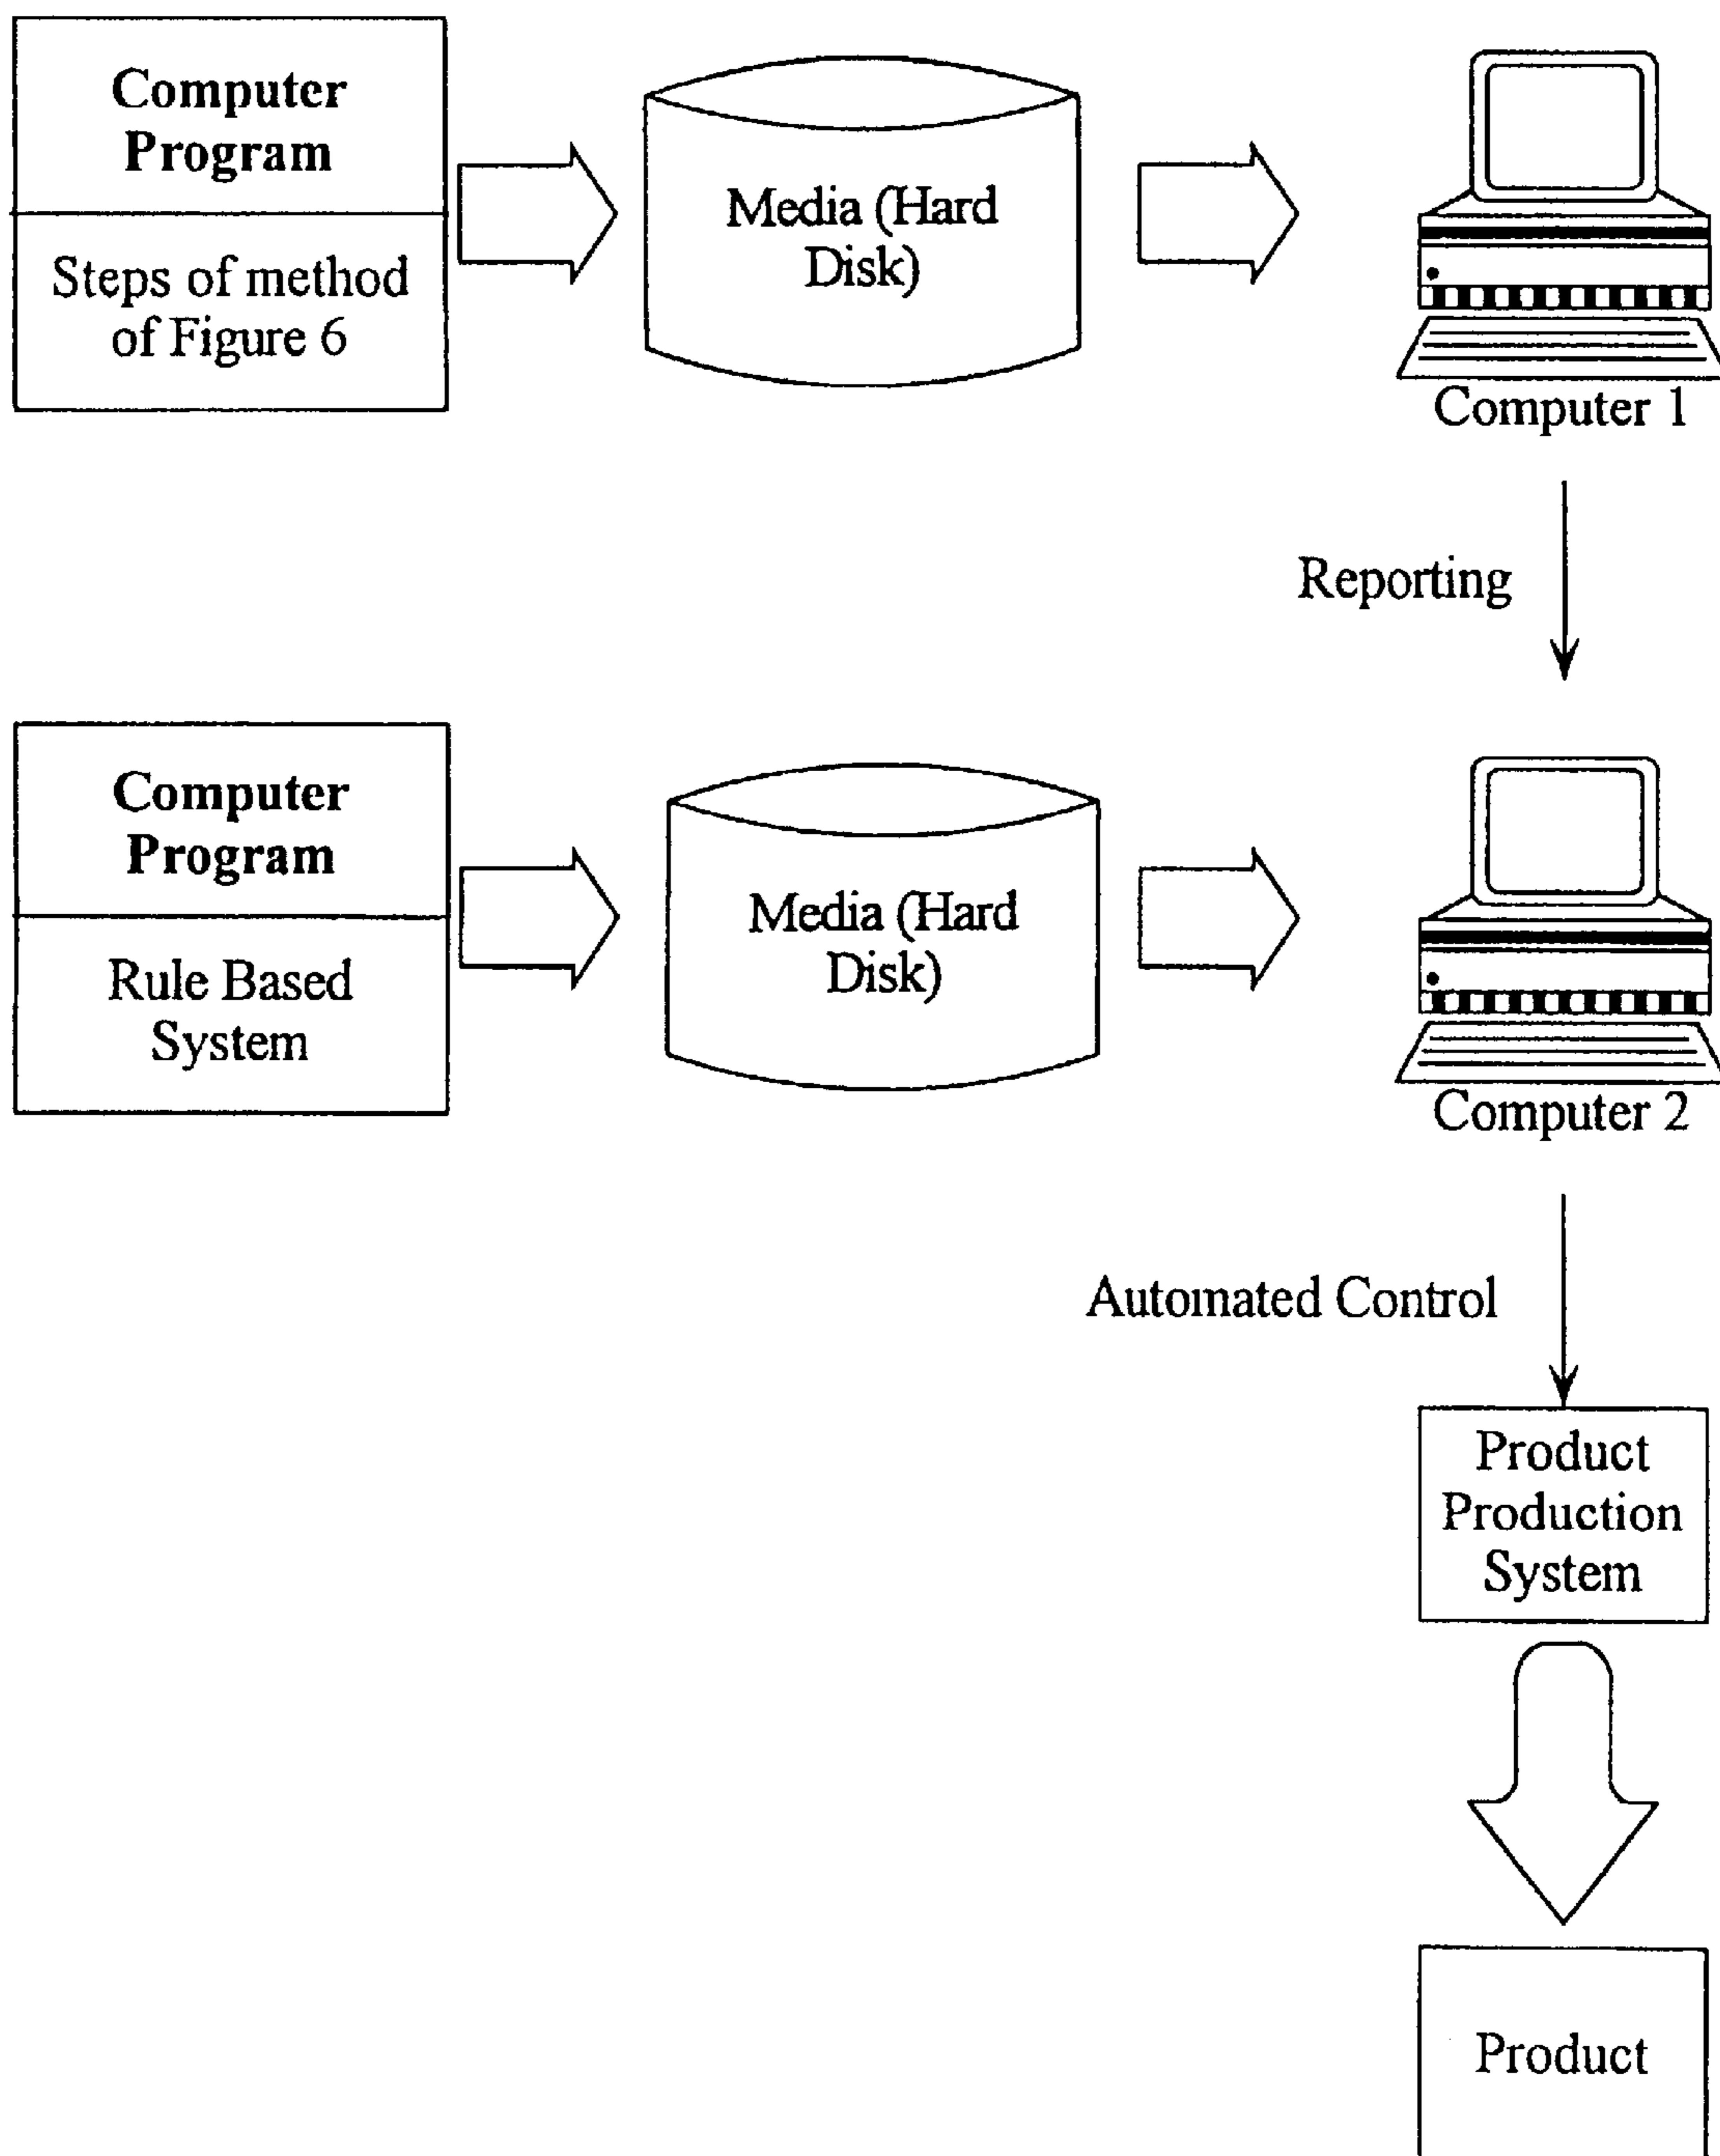 Computer
Program
Steps of method
of Figure 6
Media (Hard
Disk)
Computer 1
Reporting
Computer
Program
Rule Based
System
Media (Hard
Disk)
Computer 2
Automated Control
Product
Production
System
Product